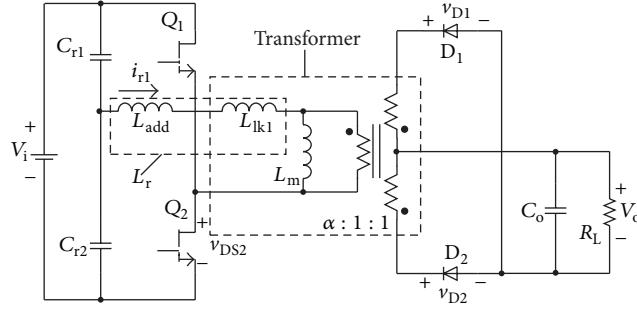 Q1
+ vD1 −
Cr1
D1
Transformer
ir1
Ladd
Llk1
+
Vi
−
Lm
Lr
Q2
+
Cr2
vDS2
−
α : 1 : 1
Co
RL
+
Vo
−
D2
+ vD2 −